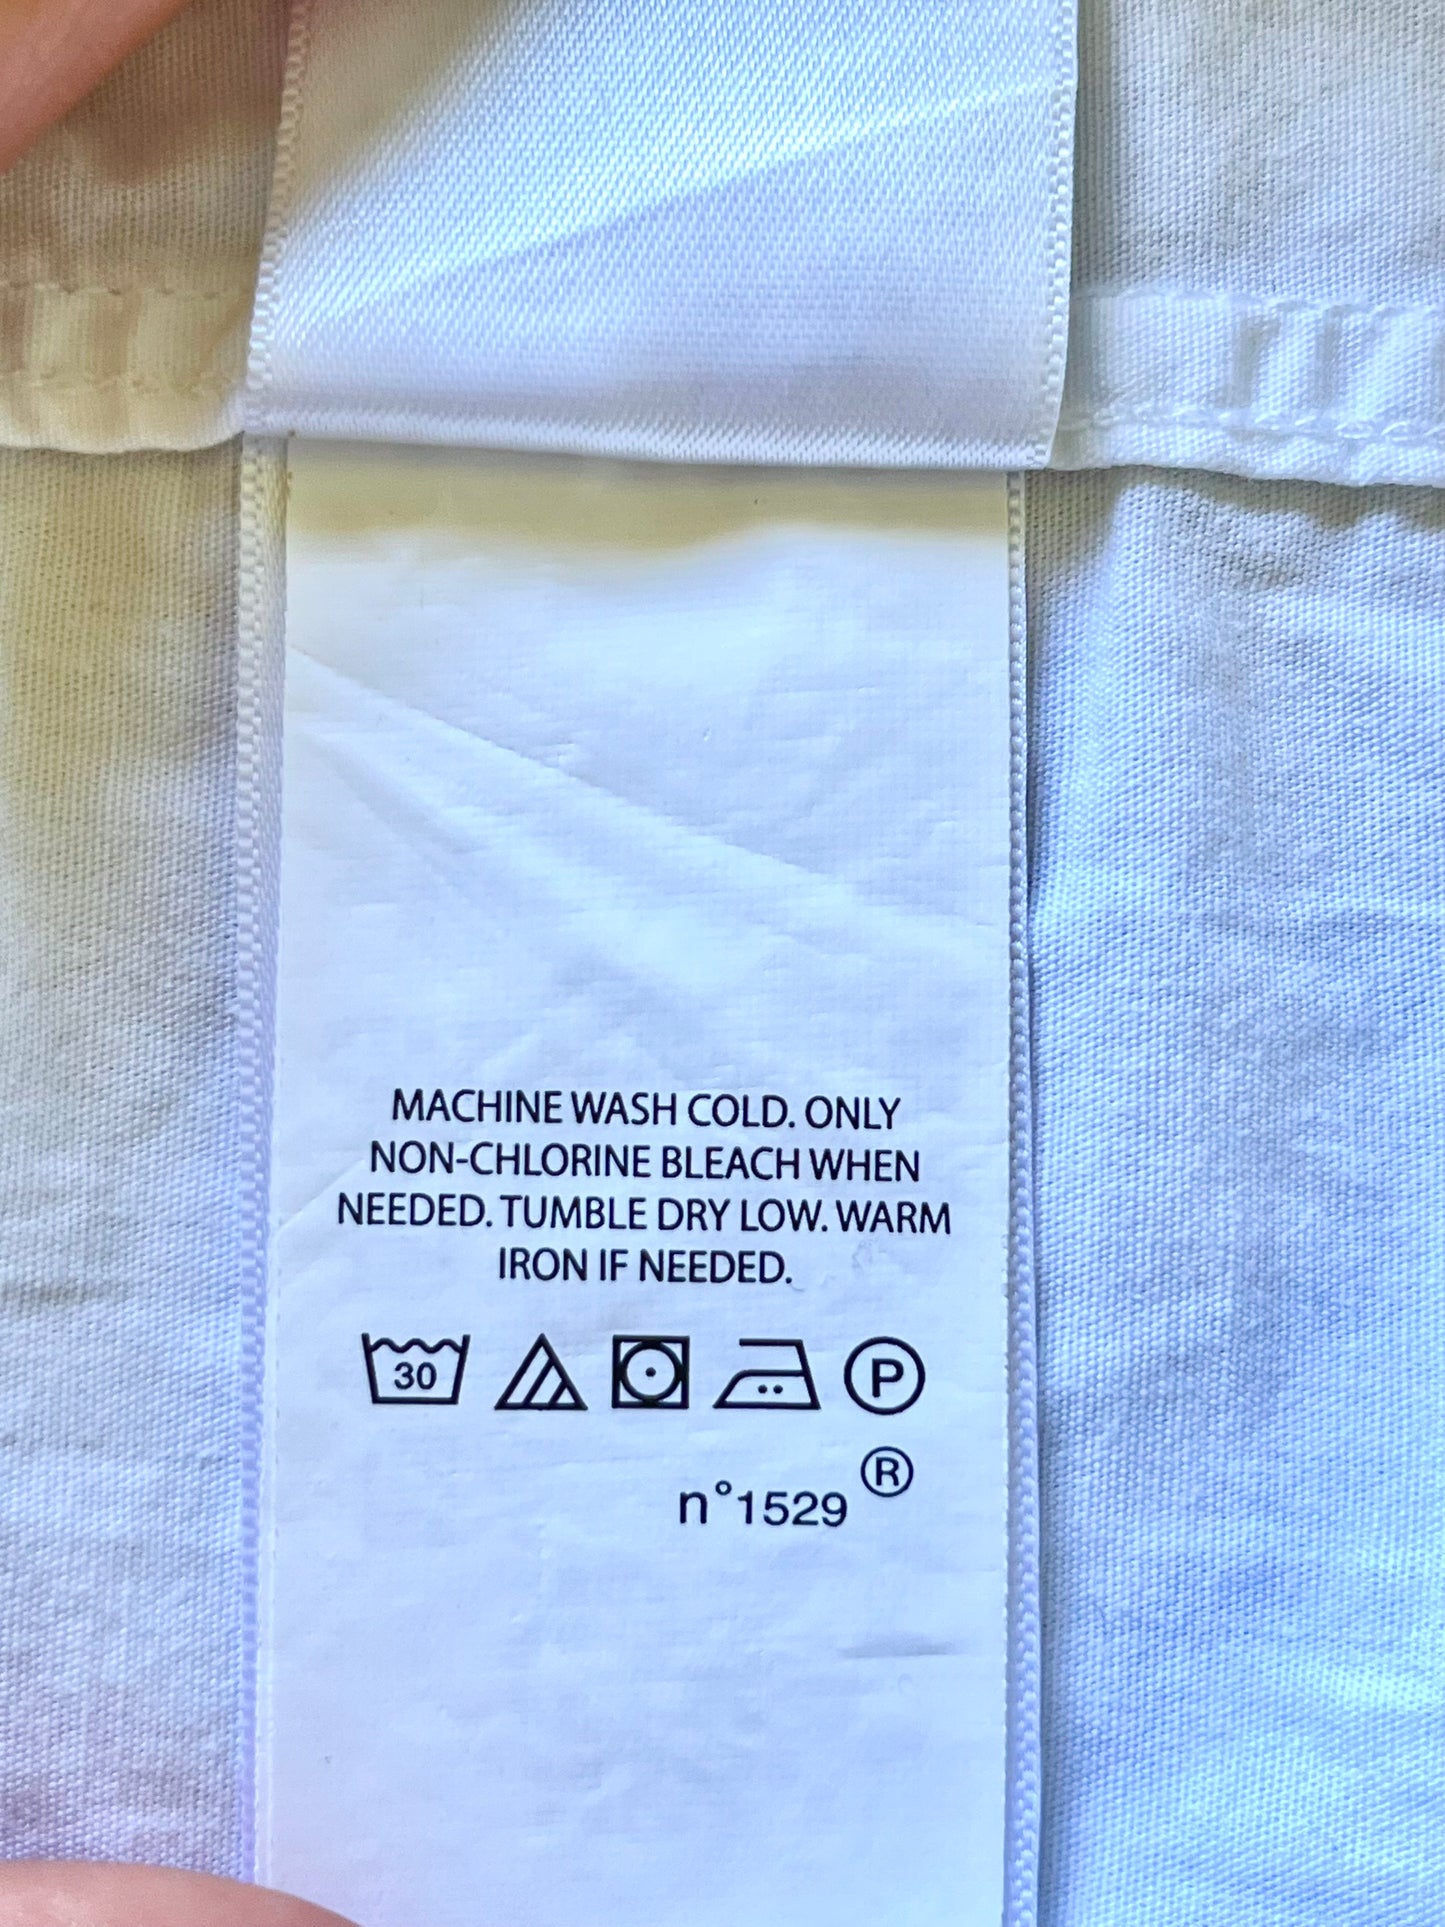 MACHINE WASH COLD. ONLY
NON-CHLORINE BLEACH WHEN
NEEDED. TUMBLE DRY LOW. WARM
IRON IF NEEDED.
30 P
n°1529®